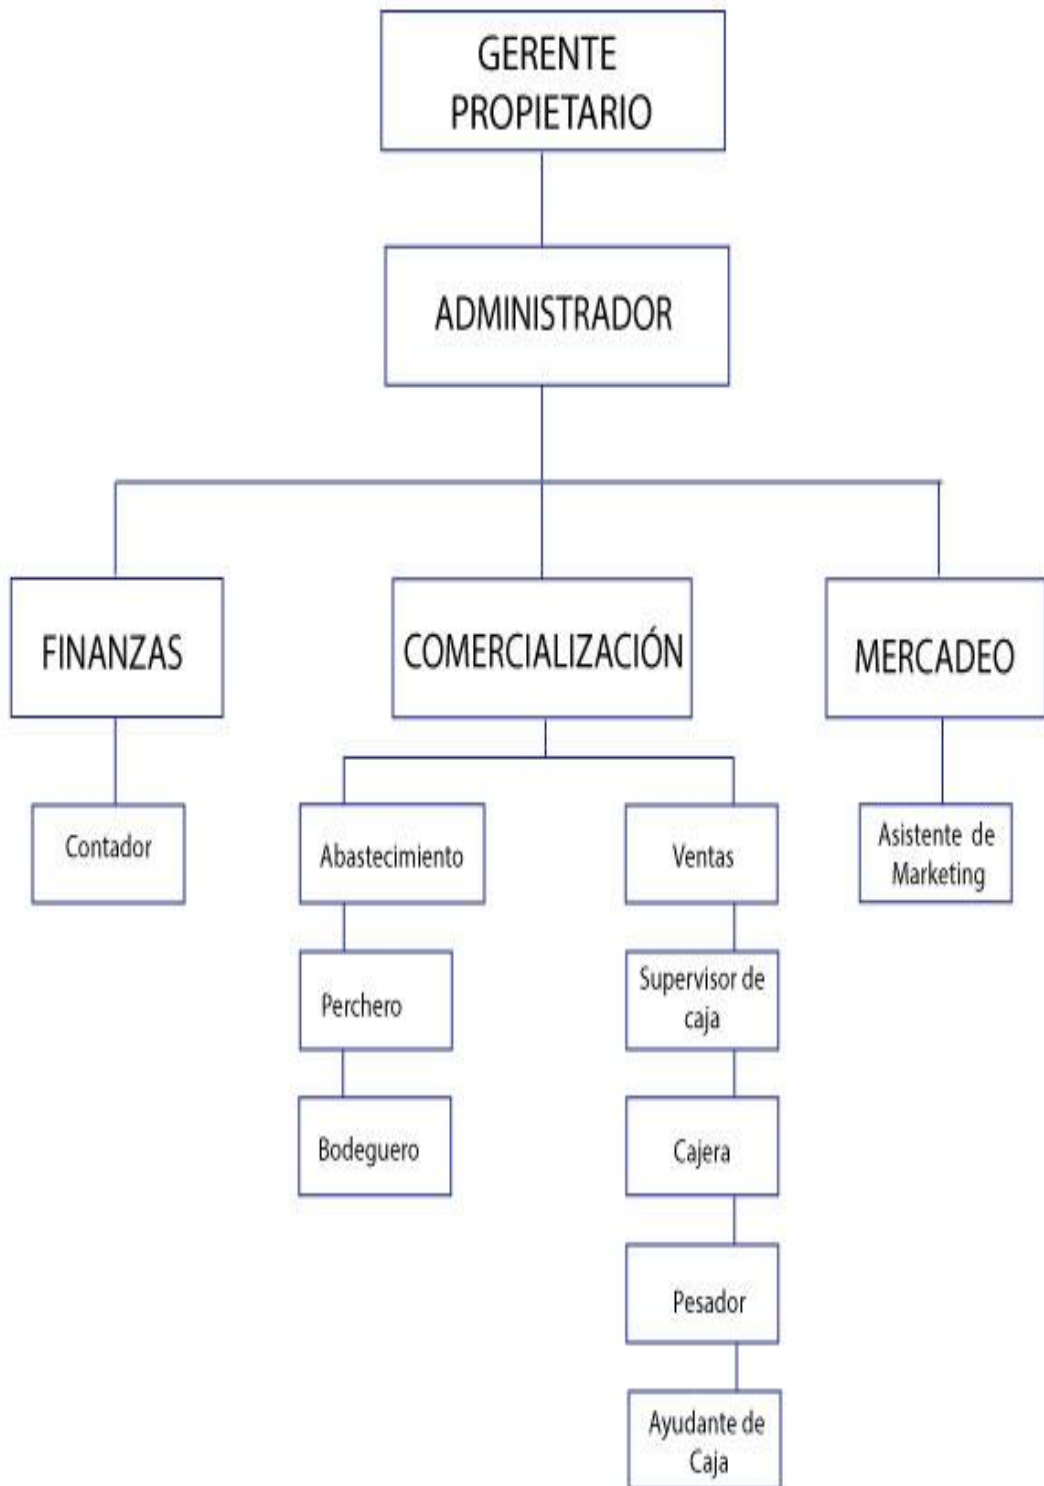 GERENTE
PROPIETARIO
ADMINISTRADOR
FINANZAS
COMERCIALIZACIÓN
MERCADEO
Contador
Abastecimiento
Ventas
Asistente de
Marketing
Perchero
Supervisor de
caja
Bodeguero
Cajera
Pesador
Ayudante de
Caja